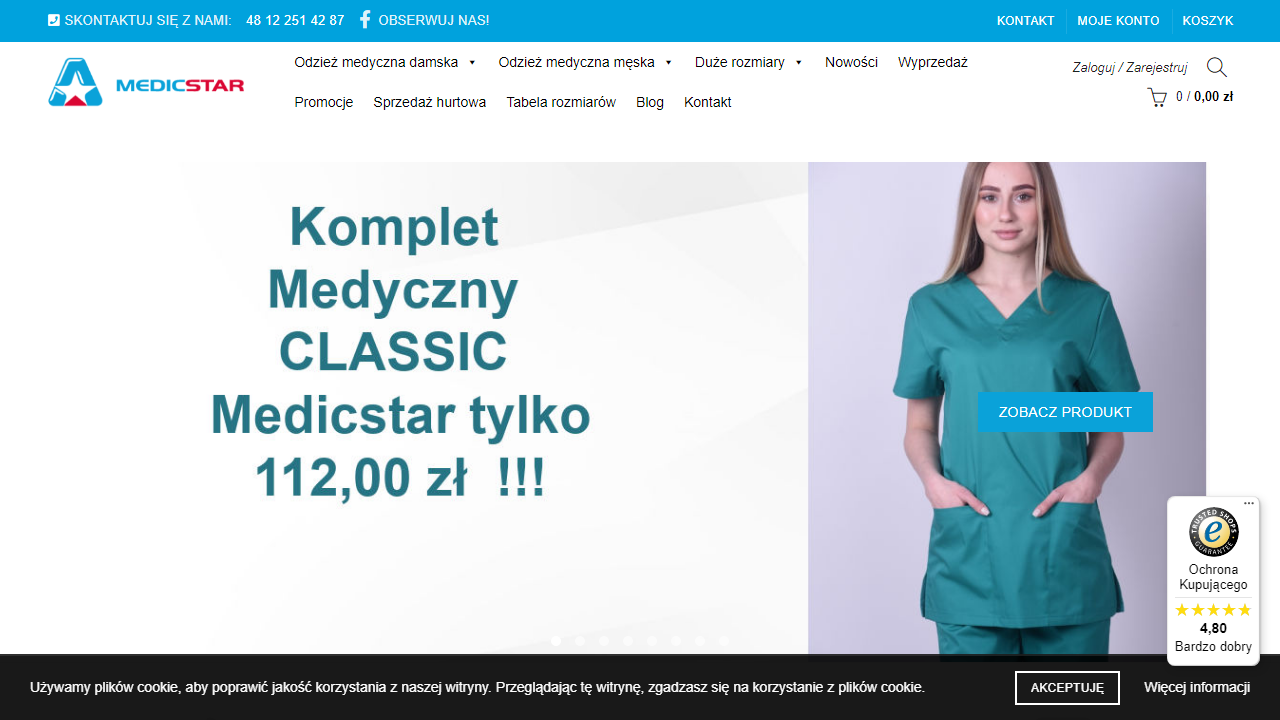 SKONTAKTUJ SIĘ Z NAMI: 48 12 251 42 87 OBSERWUJ NAS!
KONTAKT MOJE KONTO KOSZYK
MEDICSTAR
Odzież medyczna damska Odzież medyczna męska Duże rozmiary Nowości Wyprzedaż
Promocje Sprzedaż hurtowa Tabela rozmiarów Blog Kontakt
Zaloguj / Zarejestruj
0 / 0,00 zł
Komplet
Medyczny
CLASSIC
Medicstar tylko
112,00 zł !!!
ZOBACZ PRODUKT
TRUSTED SHOPS
GUARANTEE
Ochrona
Kupującego
4,80
Bardzo dobry
Używamy plików cookie, aby poprawić jakość korzystania z naszej witryny. Przeglądając tę witrynę, zgadzasz się na korzystanie z plików cookie.
AKCEPTUJĘ
Więcej informacji